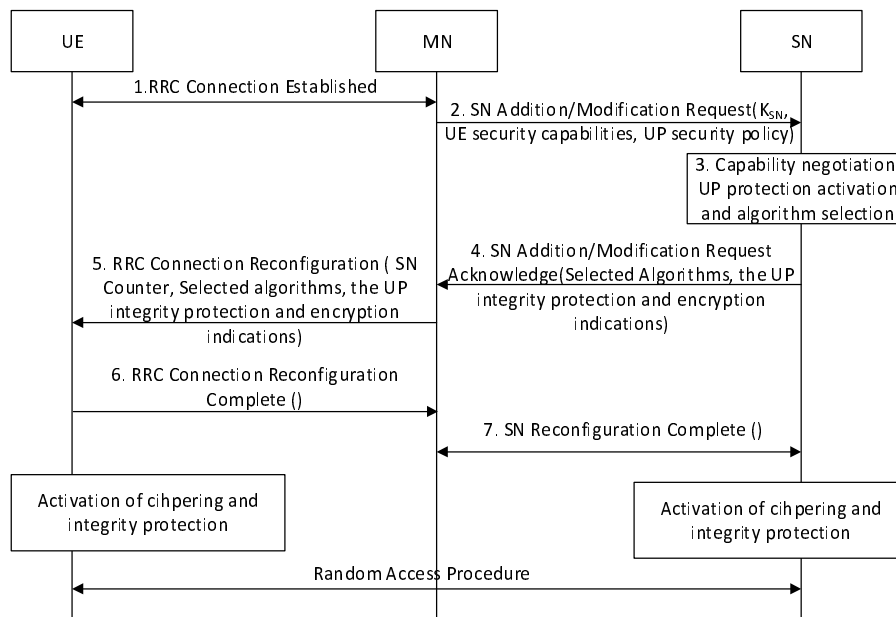 UE
MN
SN
1.RRC Connection Established
2. SN Addition/Modification Request(KSN,
UE security capabilities, UP security policy)
3. Capability negotiation
UP protection activation
and algorithm selection
4. SN Addition/Modification Request
Acknowledge(Selected Algorithms, the UP
integrity protection and encryption
indications)
5. RRC Connection Reconfiguration ( SN
Counter, Selected algorithms, the UP
integrity protection and encryption
indications)
6. RRC Connection Reconfiguration
Complete ()
7. SN Reconfiguration Complete ()
Activation of cihpering and
integrity protection
Activation of cihpering and
integrity protection
Random Access Procedure